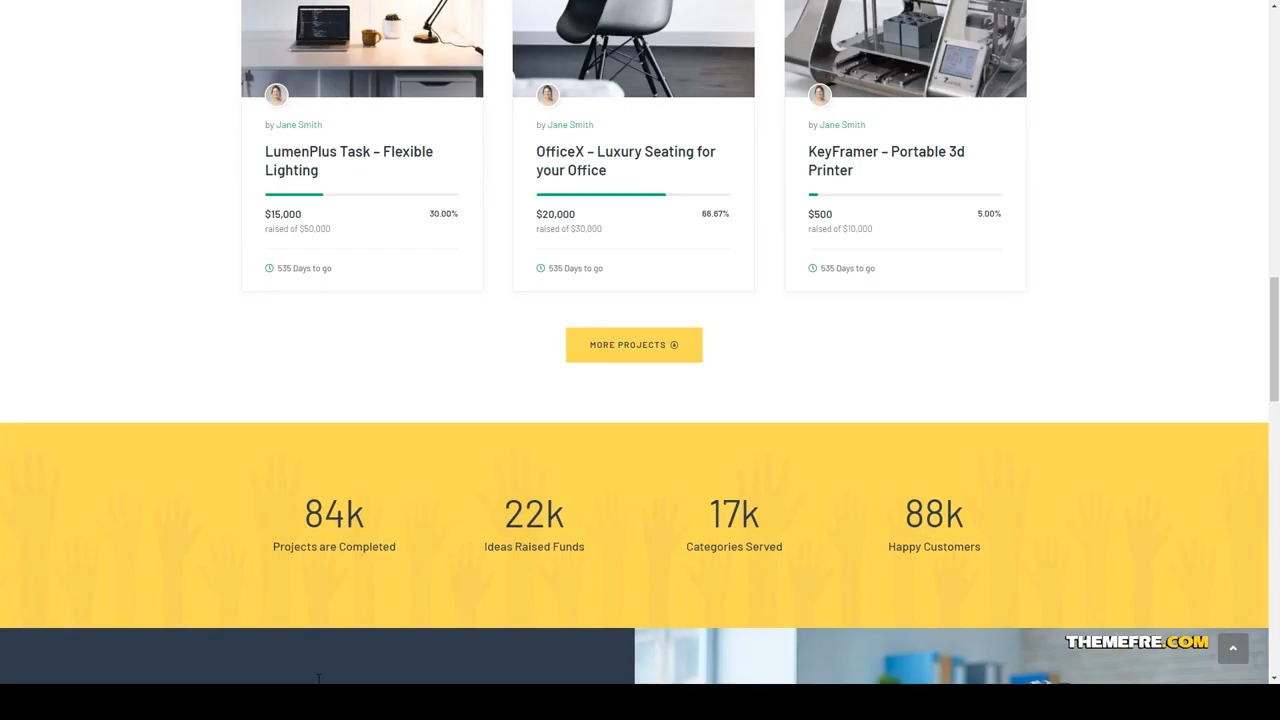 by Jane Smith
LumenPlus Task – Flexible
Lighting
$15,000
30.00%
raised of $50,000
535 Days to go
by Jane Smith
OfficeX – Luxury Seating for
your Office
$20,000
66.67%
raised of $30,000
535 Days to go
by Jane Smith
KeyFramer – Portable 3d
Printer
$500
5.00%
raised of $10,000
535 Days to go
MORE PROJECTS
84k
Projects are Completed
22k
Ideas Raised Funds
17k
Categories Served
88k
Happy Customers
THEMEFRE.COM